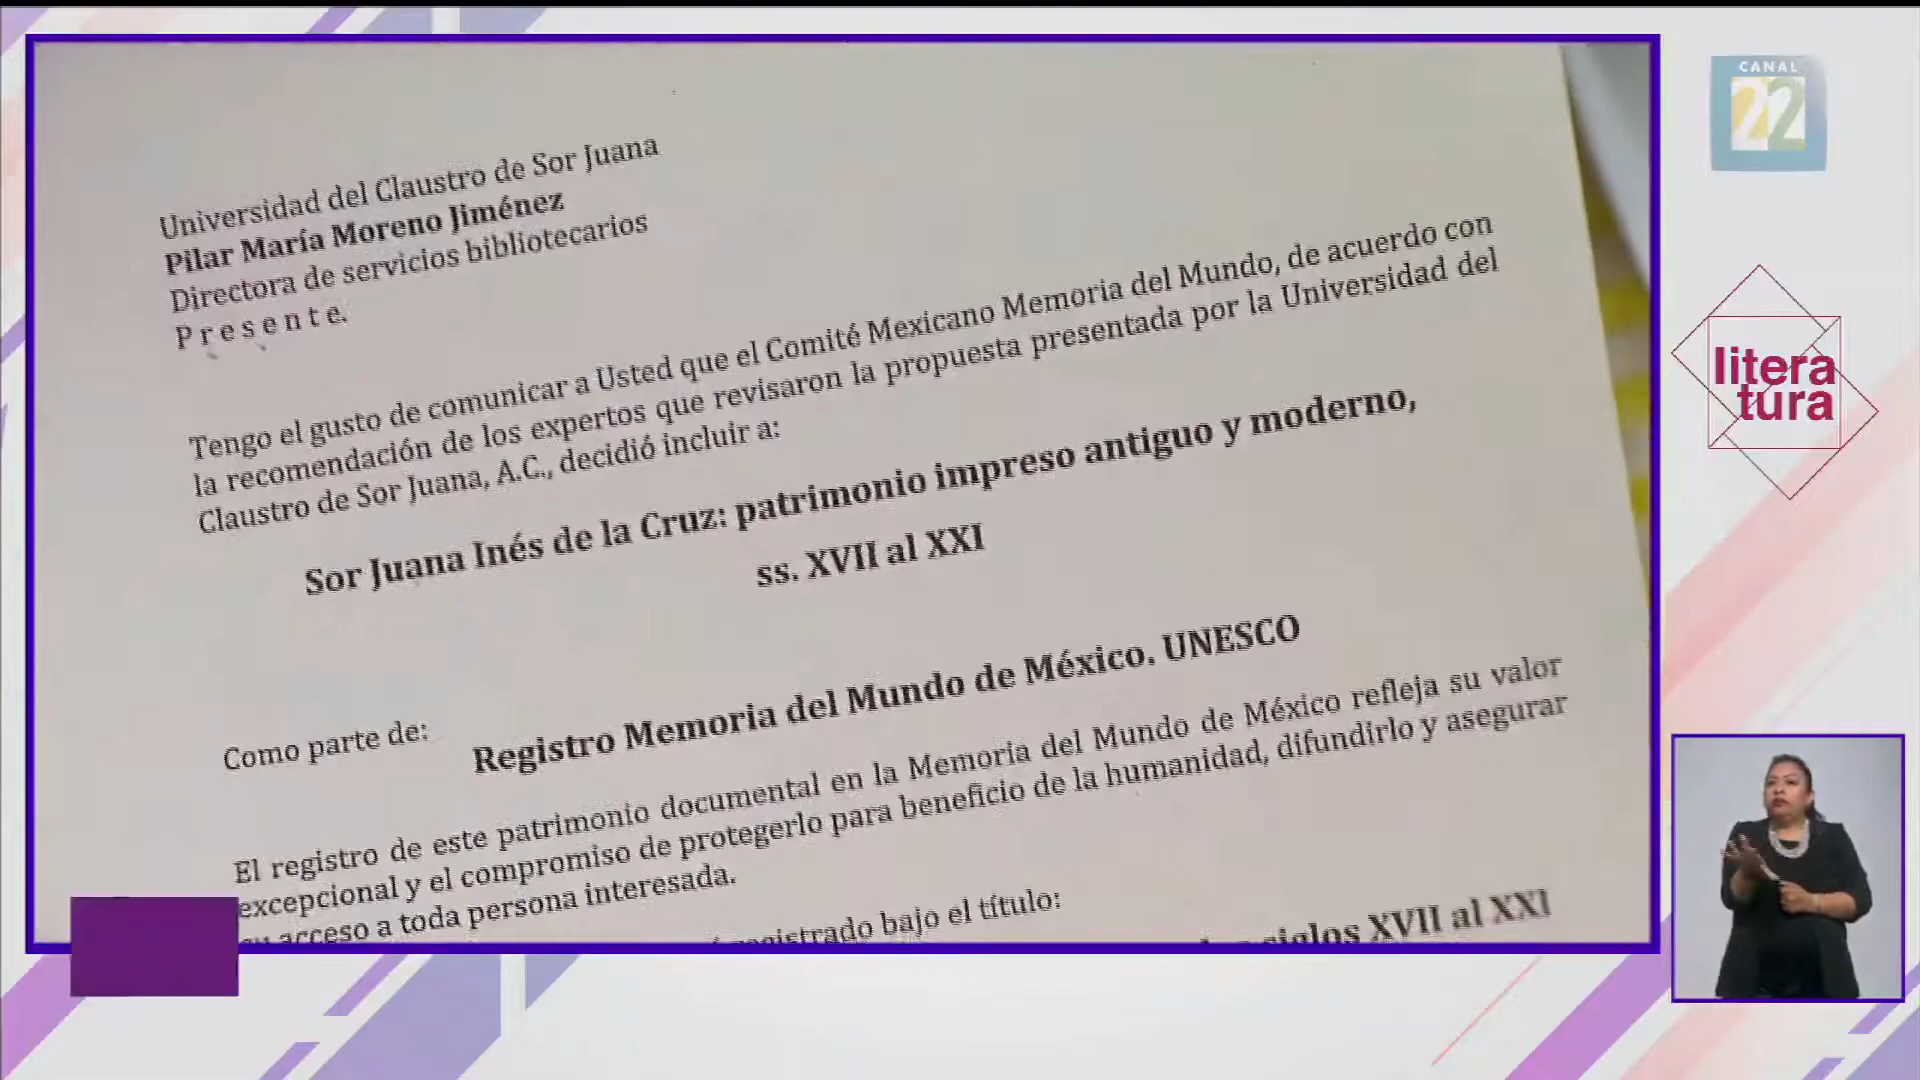 Universidad del Claustro de Sor Juana
Pilar María Moreno Jiménez
Directora de servicios bibliotecarios
P r e s e n t e.
Tengo el gusto de comunicar a Usted que el Comité Mexicano Memoria del Mundo, de acuerdo con
la recomendación de los expertos que revisaron la propuesta presentada por la Universidad del
Claustro de Sor Juana, A.C., decidió incluir a:
Sor Juana Inés de la Cruz: patrimonio impreso antiguo y moderno,
ss. XVII al XXI
Como parte de:
Registro Memoria del Mundo de México. UNESCO
El registro de este patrimonio documental en la Memoria del Mundo de México refleja su valor
excepcional y el compromiso de protegerlo para beneficio de la humanidad, difundirlo y asegurar
su acceso a toda persona interesada.
registrado bajo el título:
siglos XVII al XXI
CANAL
22
litera
tura